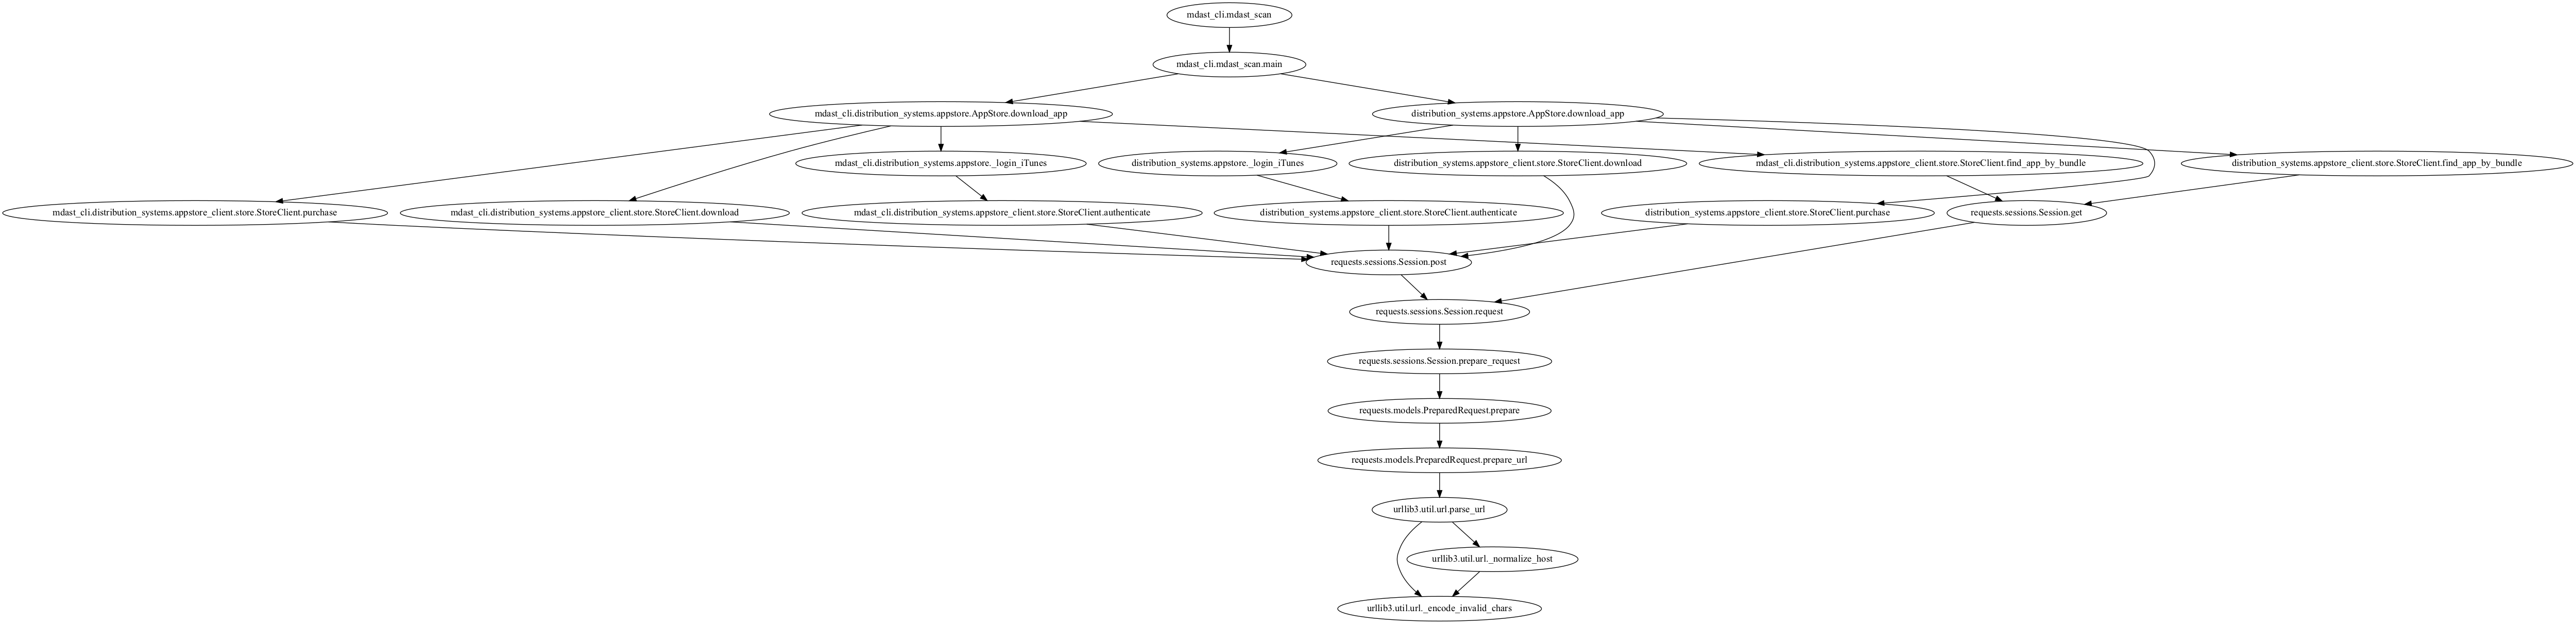 mdast_cli.mdast_scan
mdast_cli.mdast_scan.main
mdast_cli.distribution_systems.appstore.AppStore.download_app
distribution_systems.appstore.AppStore.download_app
mdast_cli.distribution_systems.appstore._login_iTunes
distribution_systems.appstore._login_iTunes
distribution_systems.appstore_client.store.StoreClient.download
mdast_cli.distribution_systems.appstore_client.store.StoreClient.find_app_by_bundle
distribution_systems.appstore_client.store.StoreClient.find_app_by_bundle
mdast_cli.distribution_systems.appstore_client.store.StoreClient.purchase
mdast_cli.distribution_systems.appstore_client.store.StoreClient.download
mdast_cli.distribution_systems.appstore_client.store.StoreClient.authenticate
distribution_systems.appstore_client.store.StoreClient.authenticate
distribution_systems.appstore_client.store.StoreClient.purchase
requests.sessions.Session.get
requests.sessions.Session.post
requests.sessions.Session.request
requests.sessions.Session.prepare_request
requests.models.PreparedRequest.prepare
requests.models.PreparedRequest.prepare_url
urllib3.util.url.parse_url
urllib3.util.url._normalize_host
urllib3.util.url._encode_invalid_chars